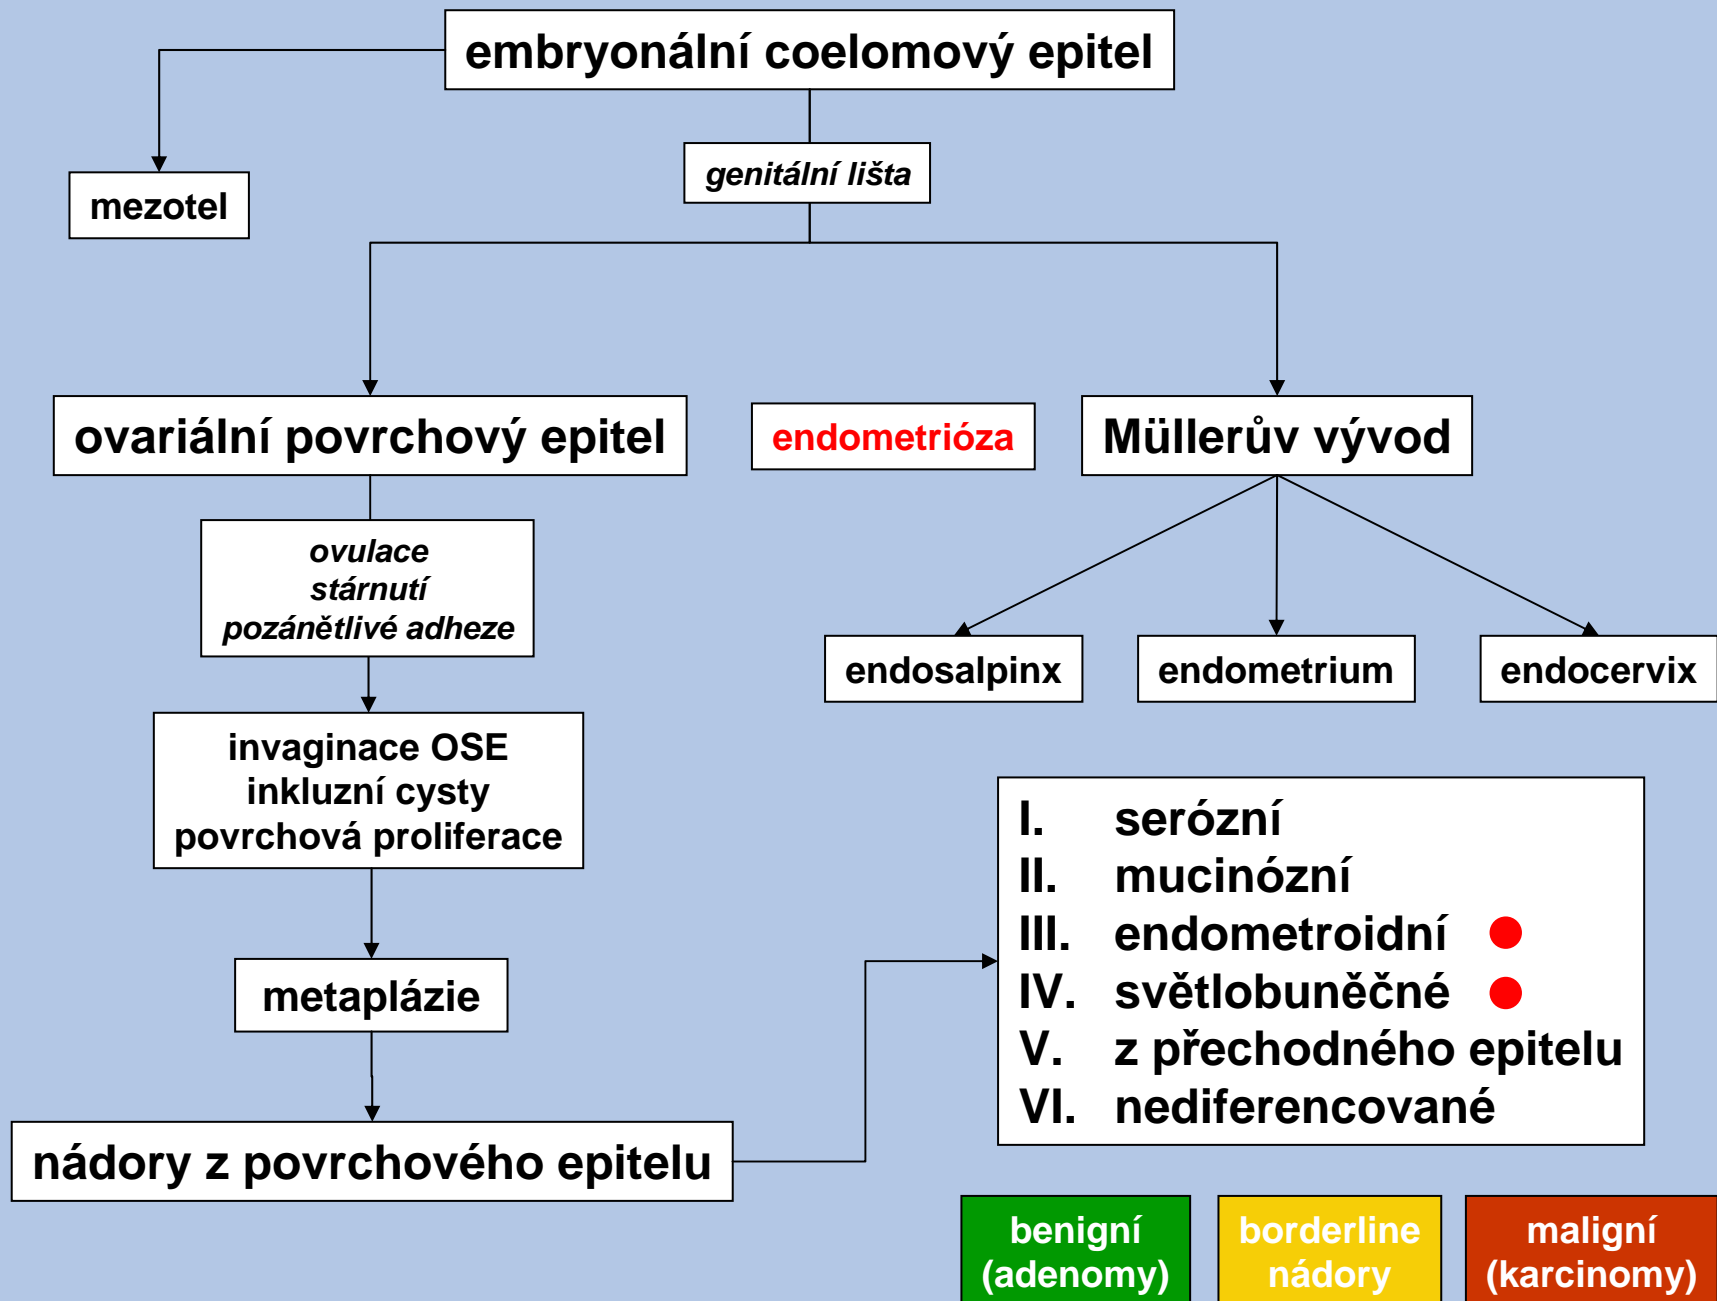 embryonální coelomový epitel
genitální lišta
mezotel
ovariální povrchový epitel
endometrióza
Müllerův vývod
ovulace
stárnutí
pozánětlivé adheze
endosalpinx
endometrium
endocervix
invaginace OSE
inkluzní cysty
povrchová proliferace
I. serózní
II. mucinózní
III. endometroidní
IV. světlobuněčné
V. z přechodného epitelu
VI. nediferencované
metaplázie
nádory z povrchového epitelu
benigní
(adenomy)
borderline
nádory
maligní
(karcinomy)